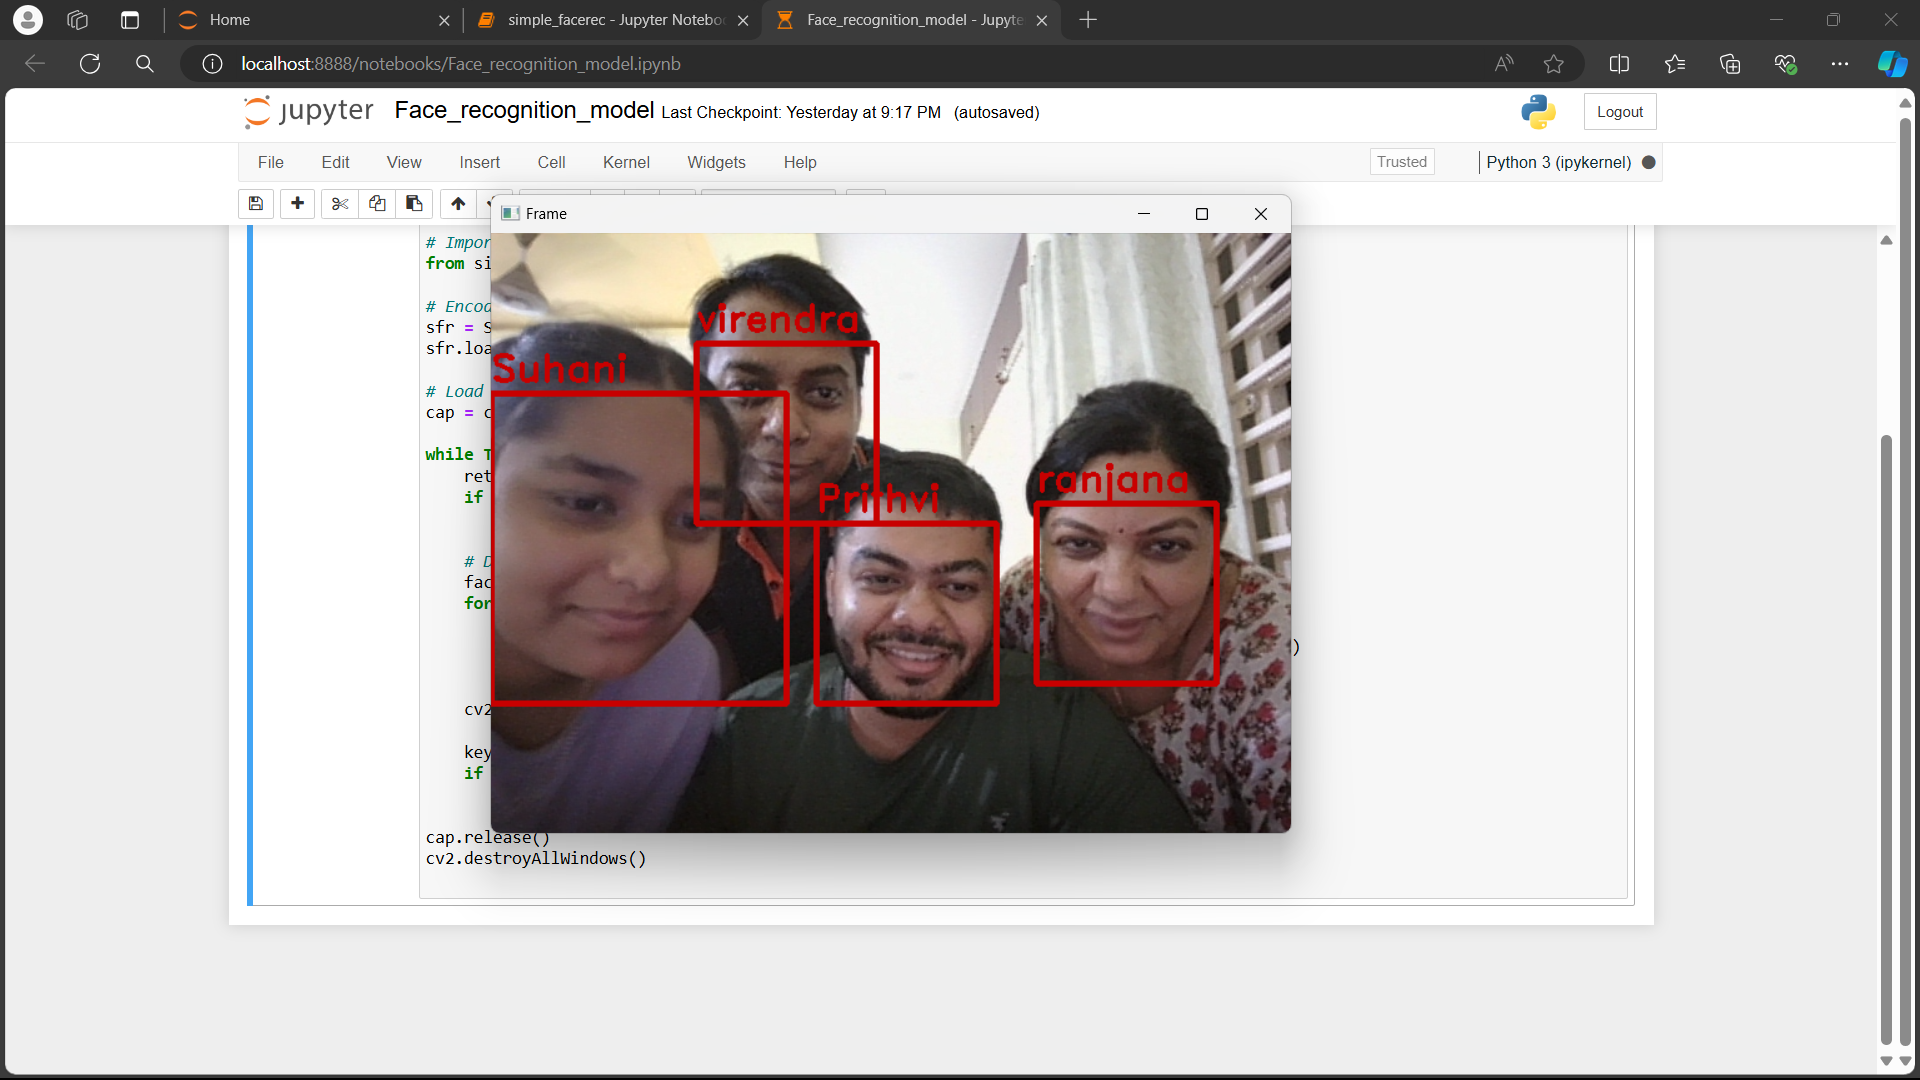 Home
simple_facerec - Jupyter Notebo
Face_recognition_model - Jupyte
localhost:8888/notebooks/Face_recognition_model.ipynb
jupyter Face_recognition_model Last Checkpoint: Yesterday at 9:17 PM (autosaved)
Logout
File Edit View Insert Cell Kernel Widgets Help
Trusted
Python 3 (ipykernel)
Frame
# Impor
from si
# Encod
sfr = S
sfr.loa
# Load
cap = c
while T
ret
if
# D
fac
for
)
cv2
key
if
cap.release()
cv2.destroyAllWindows()
virendra
Suhani
Prithvi
ranjana